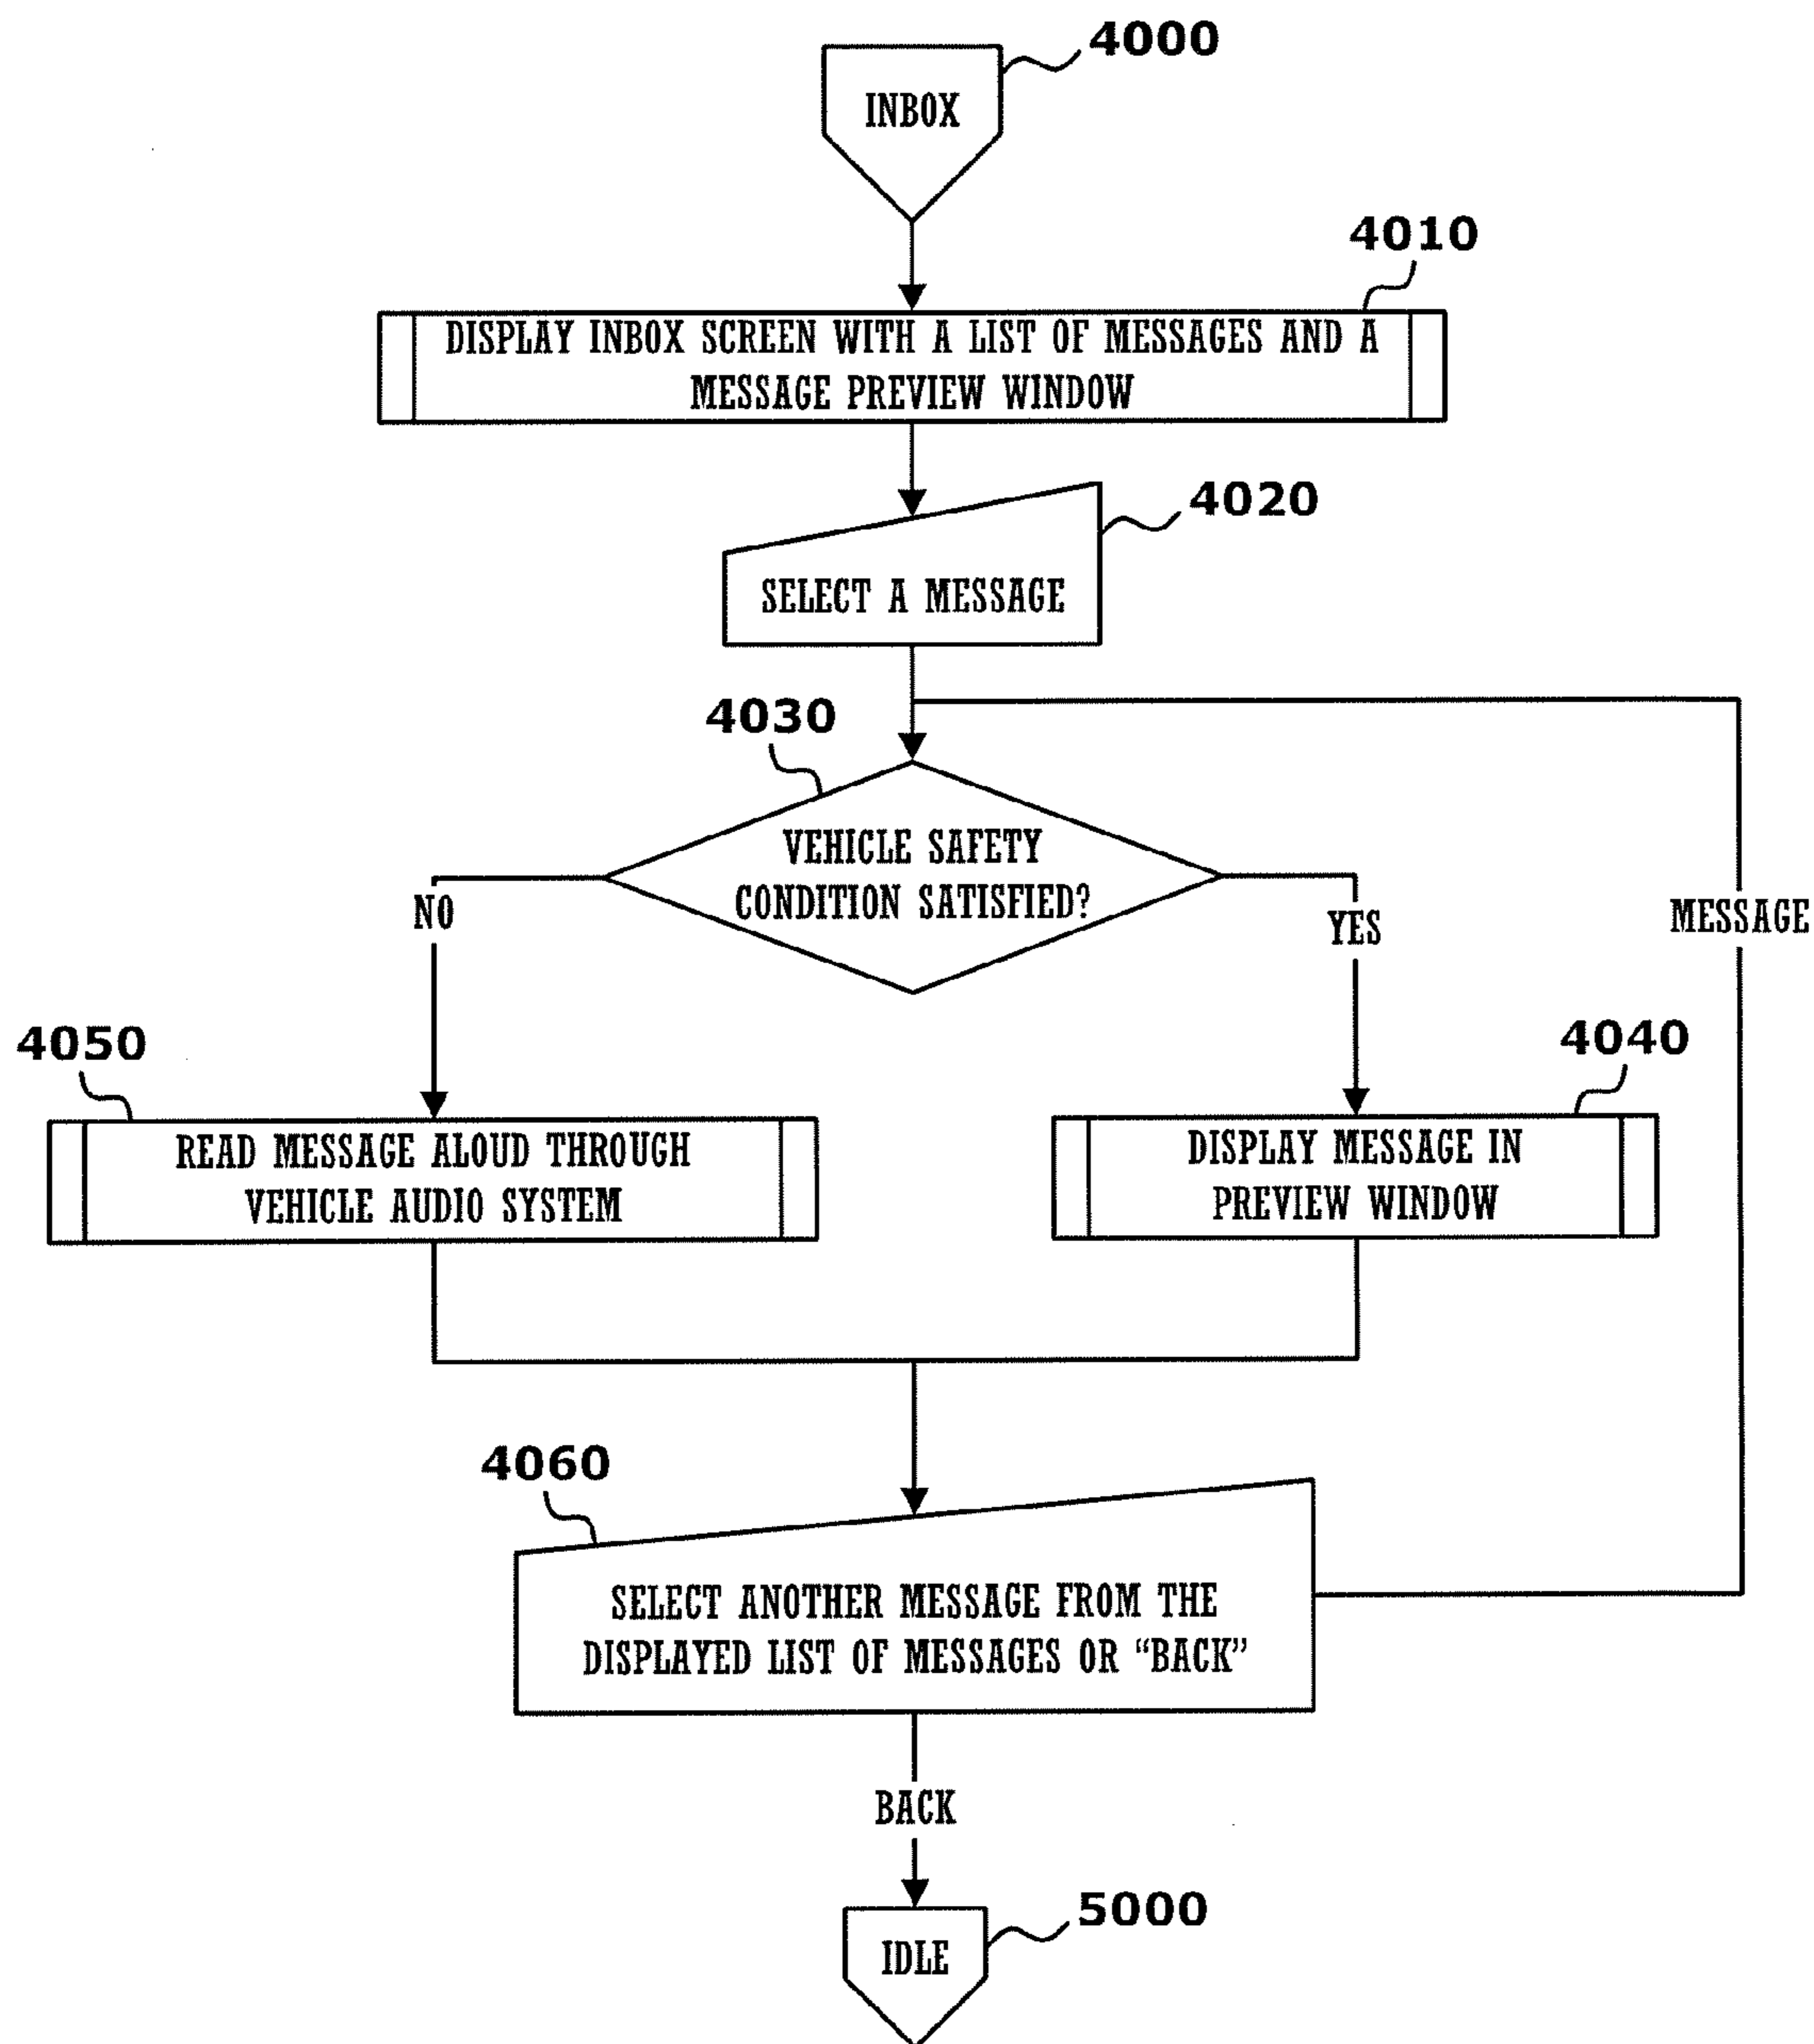 4000
INBOX
4010
DISPLAY INBOX SCREEN WITH A LIST OF MESSAGES AND A
MESSAGE PREVIEW WINDOW
4020
SELECT A MESSAGE
4030
VEHICLE SAFETY
CONDITION SATISFIED?
NO
YES
MESSAGE
4050
READ MESSAGE ALOUD THROUGH
VEHICLE AUDIO SYSTEM
4040
DISPLAY MESSAGE IN
PREVIEW WINDOW
4060
SELECT ANOTHER MESSAGE FROM THE
DISPLAYED LIST OF MESSAGES OR “BACK”
BACK
5000
IDLE